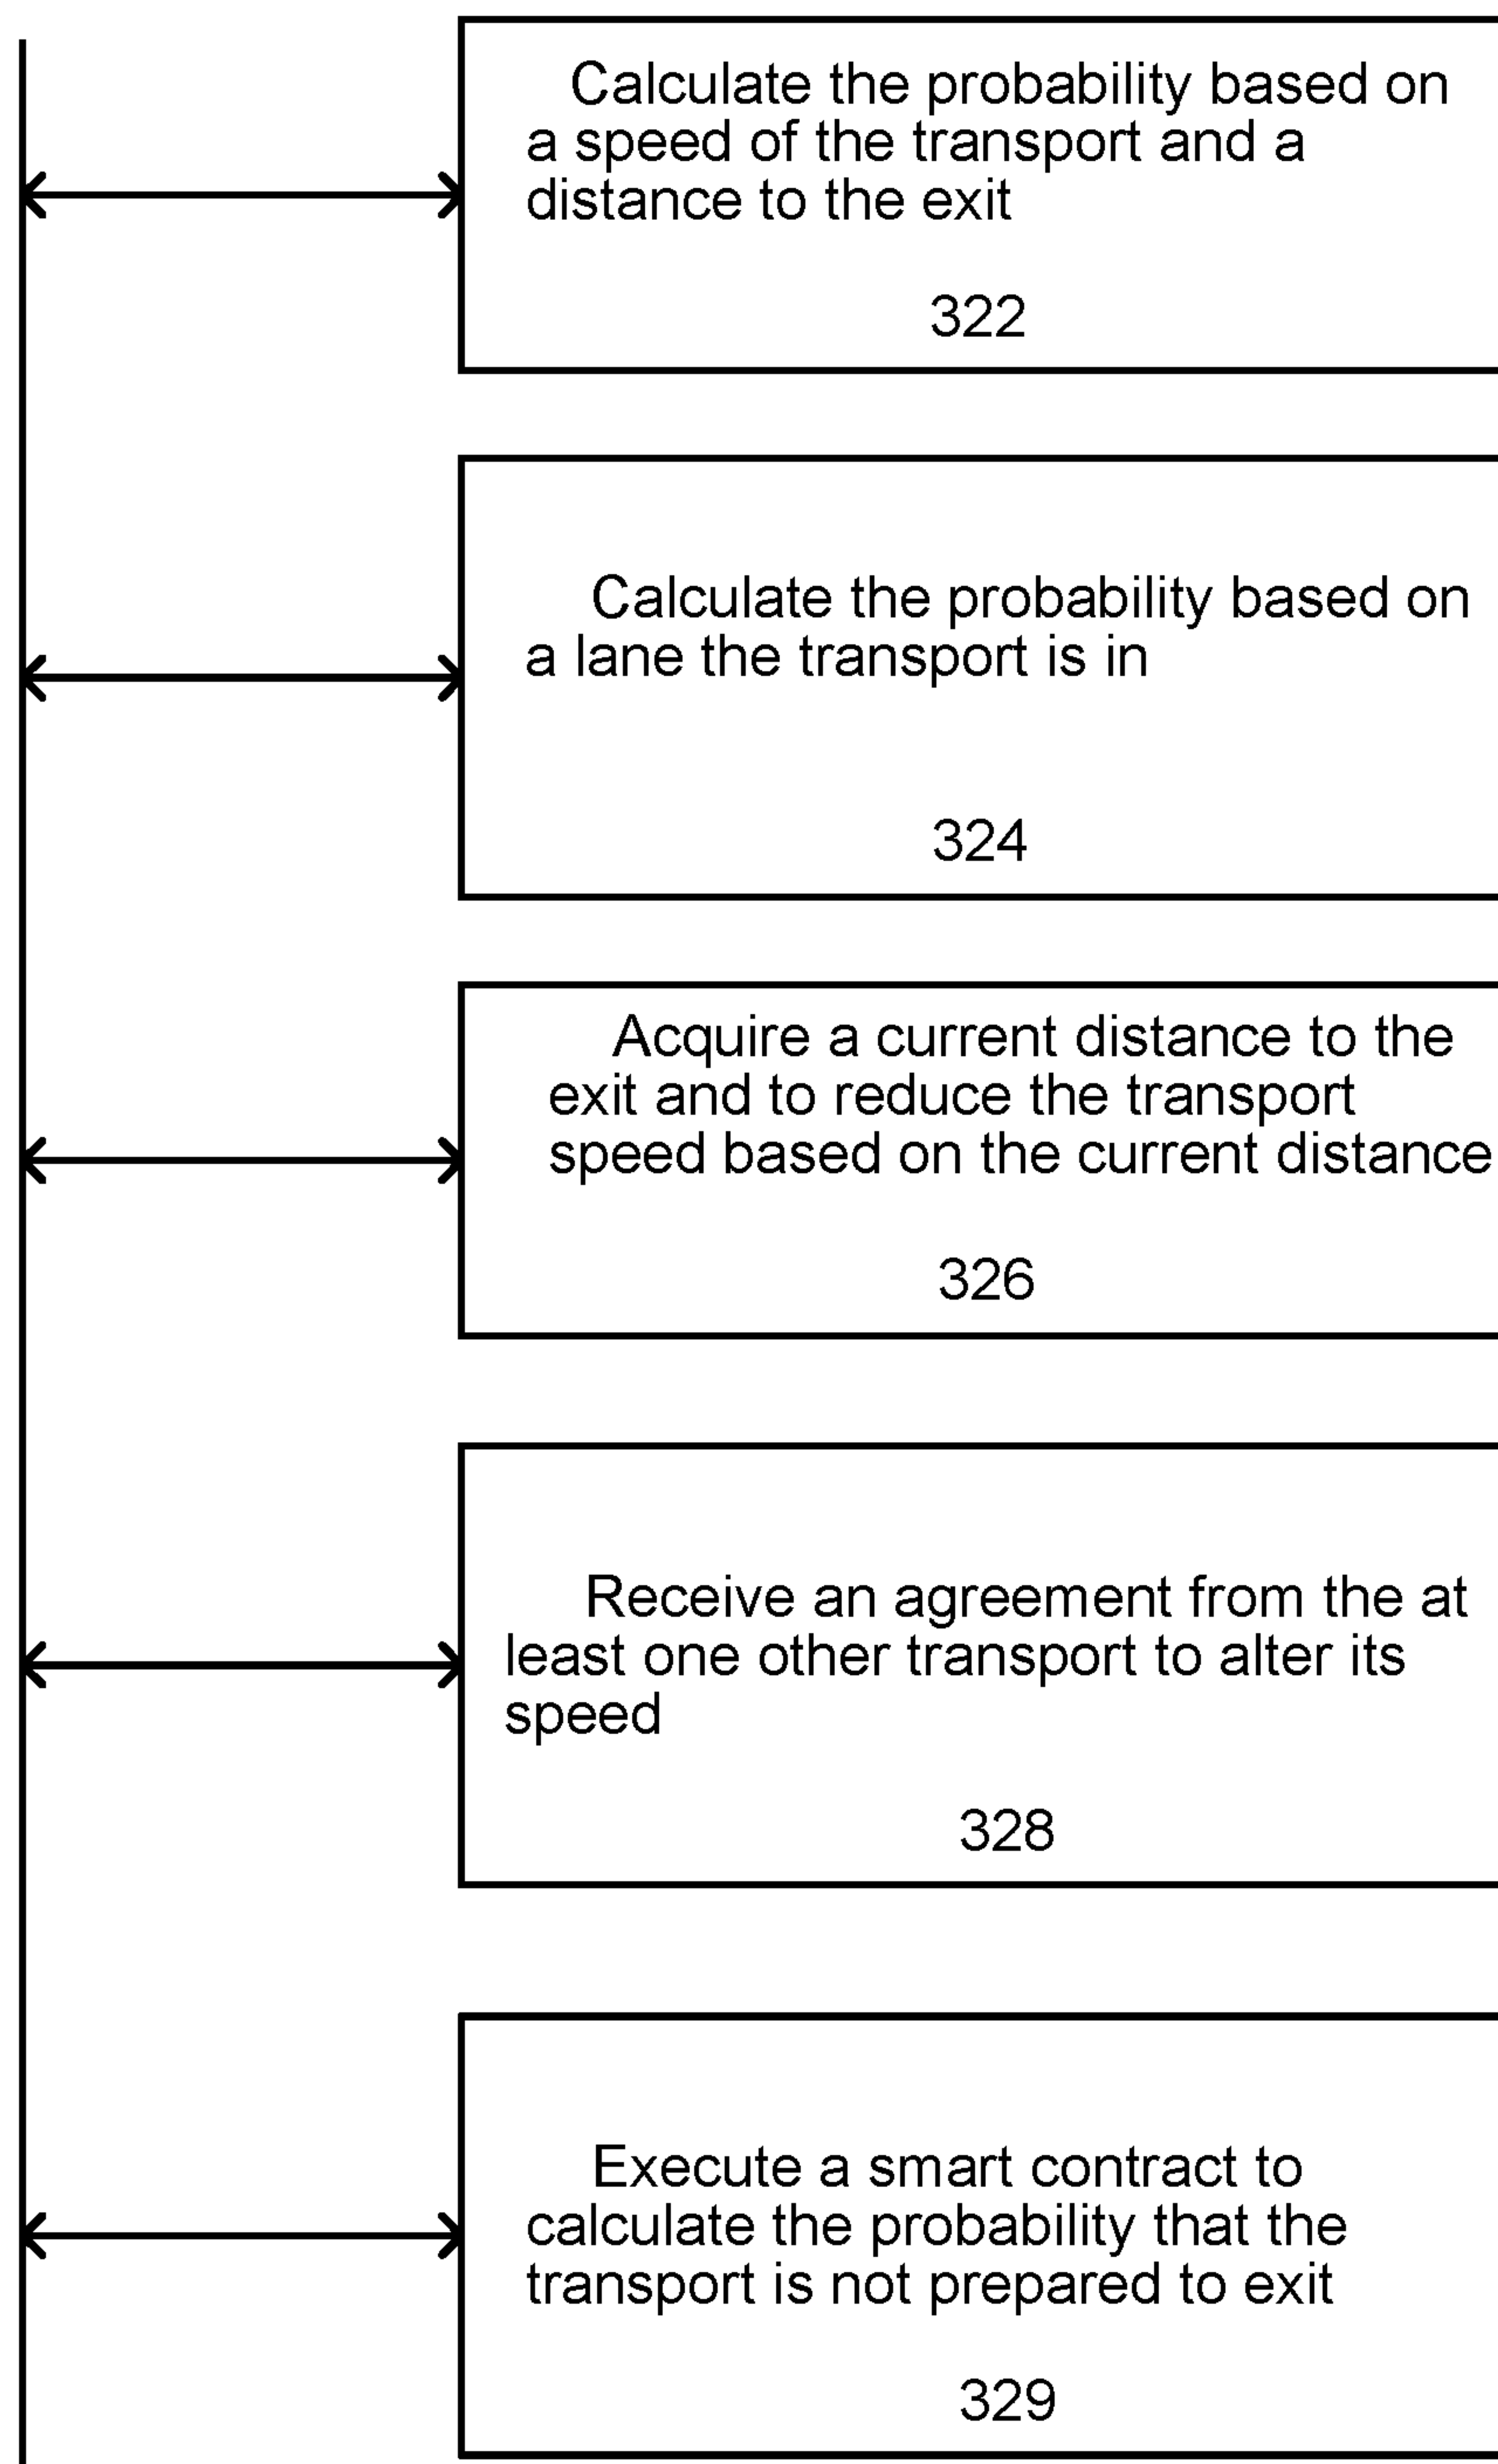 Calculate the probability based on
a speed of the transport and a
distance to the exit
322
Calculate the probability based on
a lane the transport is in
324
Acquire a current distance to the
exit and to reduce the transport
speed based on the current distance
326
Receive an agreement from the at
least one other transport to alter its
speed
328
Execute a smart contract to
calculate the probability that the
transport is not prepared to exit
329